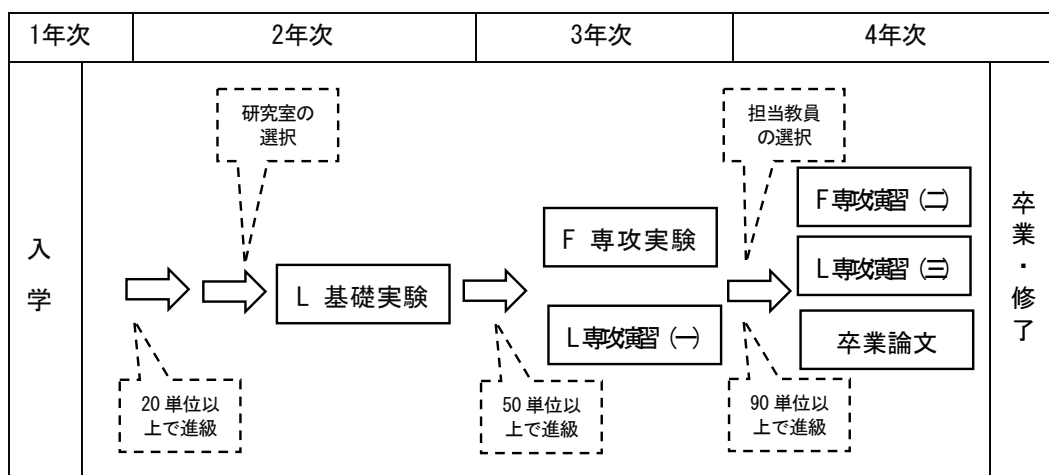 1年次
2年次
3年次
4年次
入
学
研究室の
選択
担当教員
の選択
F 専攻演習 (二)
F 専攻実験
L 専攻演習 (三)
L 基礎実験
L 専攻演習 (一)
卒業論文
20 単位以
上で進級
50 単位以
上で進級
90 単位以
上で進級
卒
業
・
修
了